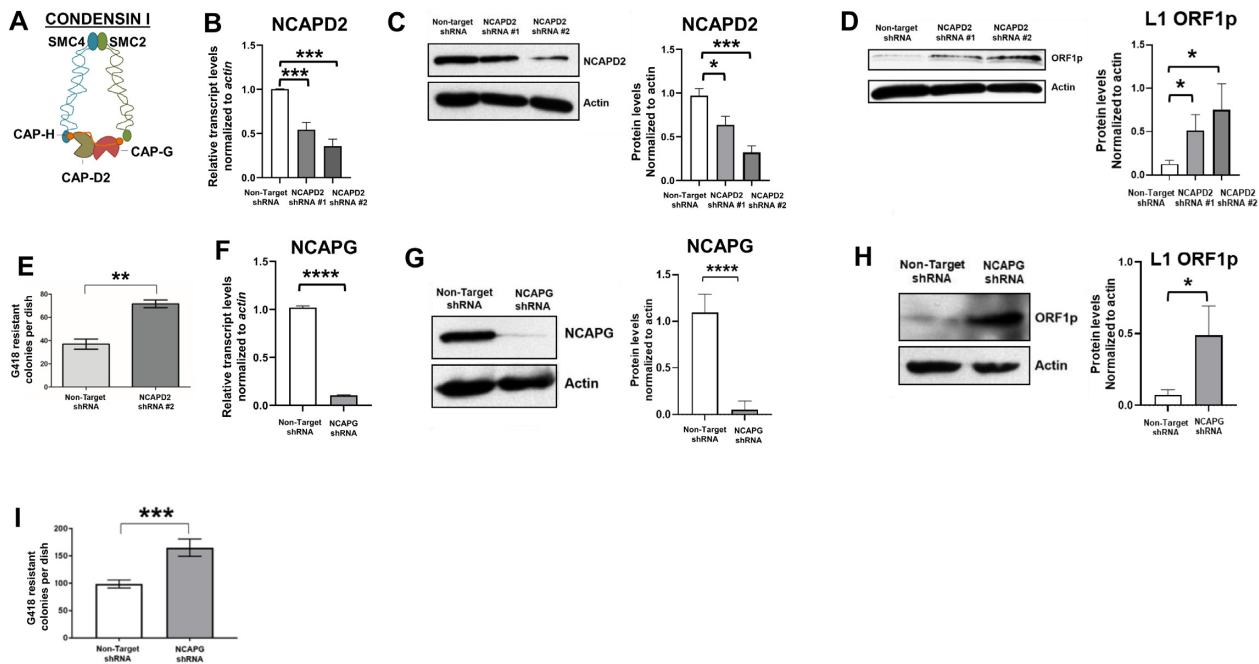 A
CONDENSIN I
SMC4
SMC2
CAP-H
CAP-G
CAP-D2
B
NCAPD2
Relative transcript levels
normalized to actin
1.5
1.0
0.5
0.0
***
***
Non-Target
shRNA
NCAPD2
shRNA #1
NCAPD2
shRNA #2
C
Non-target
shRNA
NCAPD2
shRNA #1
NCAPD2
shRNA #2
NCAPD2
Actin
NCAPD2
Protein levels
Normalized to actin
1.5
1.0
0.5
0.0
***
*
Non-Target
shRNA
NCAPD2
shRNA #1
NCAPD2
shRNA #2
D
Non-target
shRNA
NCAPD2
shRNA #1
NCAPD2
shRNA #2
ORF1p
Actin
L1 ORF1p
Protein levels
Normalized to actin
1.5
1.0
0.5
0.0
*
*
Non-Target
shRNA
NCAPD2
shRNA #1
NCAPD2
shRNA #2
E
G418 resistant
colonies per dish
80
60
40
20
0
**
Non-Target
shRNA
NCAPD2
shRNA #2
F
NCAPG
Relative transcript levels
normalized to actin
1.5
1.0
0.5
0.0
****
Non-Target
shRNA
NCAPG
shRNA
G
Non-Target
shRNA
NCAPG
shRNA
NCAPG
Actin
NCAPG
Protein levels
normalized to actin
1.5
1.0
0.5
0.0
****
Non-Target
shRNA
NCAPG
shRNA
H
Non-Target
shRNA
NCAPG
shRNA
ORF1p
Actin
L1 ORF1p
Protein levels
Normalized to actin
1.0
0.5
0.0
*
Non-Target
shRNA
NCAPG
shRNA
I
G418 resistant
colonies per dish
200
150
100
50
0
***
Non-Target
shRNA
NCAPG
shRNA